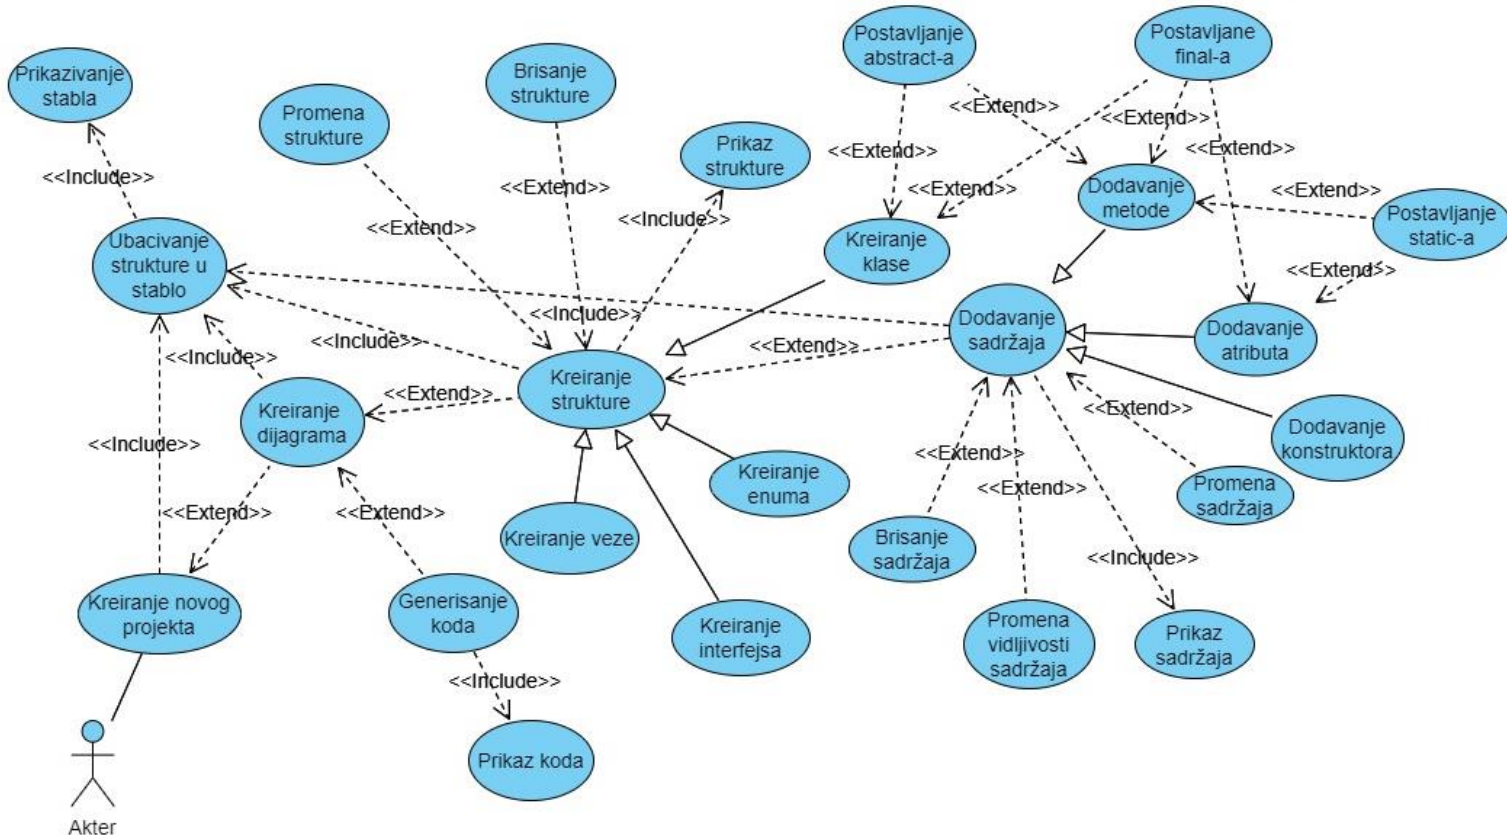 Postavljanje
abstract-a
Postavljane
final-a
Prikazivanje
stabla
Brisanje
strukture
Promena
strukture
Prikaz
strukture
<<Extend>>
<<Extend>>
<<Extend>>
<<Extend>>
<<Include>>
<<Extend>>
<<Extend>>
Dodavanje
metode
<<Extend>>
Postavljanje
static-a
Ubacivanje
strukture u
stablo
<<Extend>>
<<Include>>
Kreiranje
klase
<<Extend>>
<<Include>>
Dodavanje
sadržaja
Dodavanje
atributa
<<Include>>
<<Include>>
<<Extend>>
Kreiranje
strukture
Kreiranje
dijagrama
<<Extend>>
<<Extend>>
<<Include>>
Dodavanje
konstruktora
Kreiranje
enuma
<<Extend>>
<<Extend>>
Promena
sadržaja
<<Extend>>
<<Extend>>
Kreiranje veze
Brisanje
sadržaja
<<Include>>
Kreiranje novog
projekta
Generisanje
koda
Kreiranje
interfejsa
Promena
vidljivosti
sadržaja
Prikaz
sadržaja
<<Include>>
Prikaz koda
Akter